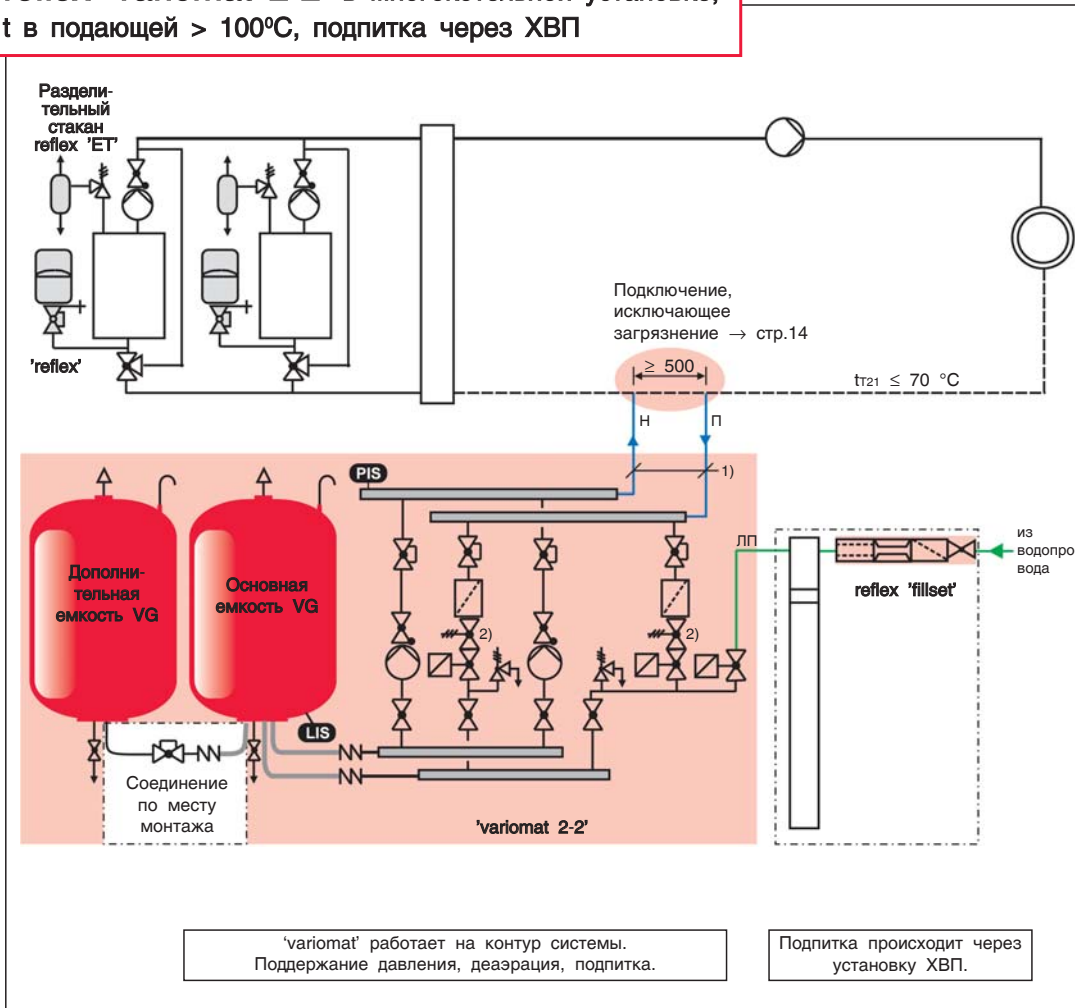 t в подающей > 100ºC, подпитка через ХВП
Раздели-
тельный
стакан
reflex 'ET'
'reflex'
Подключение,
исключающее
загрязнение → стр.14
≥ 500
tT21 ≤ 70 °C
Н
П
1)
PIS
ЛП
из
водопро
вода
reflex 'fillset'
Дополни-
тельная
емкость VG
Основная
емкость VG
2)
2)
LIS
Соединение
по месту
монтажа
'variomat 2-2'
'variomat' работает на контур системы.
Поддержание давления, деаэрация, подпитка.
Подпитка происходит через
установку ХВП.